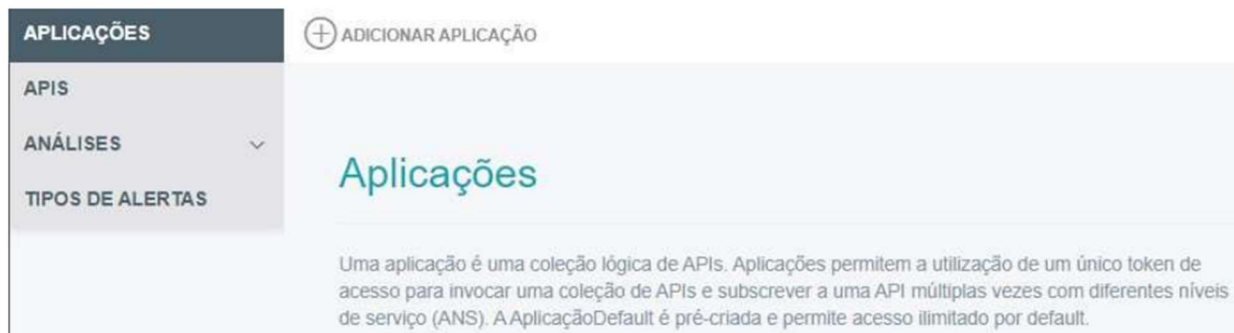 APLICAÇÕES
ADICIONAR APLICAÇÃO
APIS
ANÁLISES
TIPOS DE ALERTAS
Aplicações
Uma aplicação é uma coleção lógica de APIs. Aplicações permitem a utilização de um único token de
acesso para invocar uma coleção de APIs e subscrever a uma API múltiplas vezes com diferentes níveis
de serviço (ANS). A AplicaçãoDefault é pré-criada e permite acesso ilimitado por default.